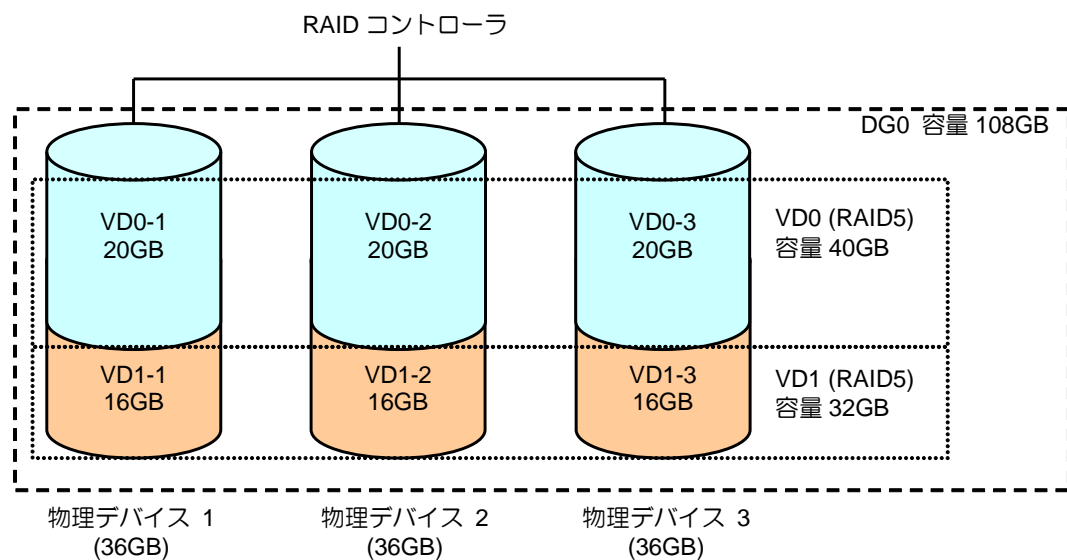 RAID コントローラ
DG0 容量 108GB
VD0-1
20GB
VD0-2
20GB
VD0-3
20GB
VD0 (RAID5)
容量 40GB
VD1-1
16GB
VD1-2
16GB
VD1-3
16GB
VD1 (RAID5)
容量 32GB
物理デバイス 1
(36GB)
物理デバイス 2
(36GB)
物理デバイス 3
(36GB)